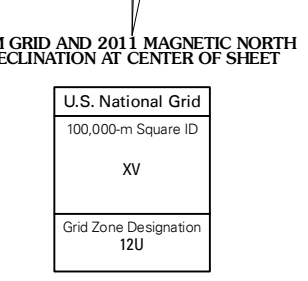 GRID AND 2011 MAGNETIC NORTH
ECLINATION AT CENTER OF SHEET
U.S. National Grid
100,000-m Square ID
XV
Grid Zone Designation
12U